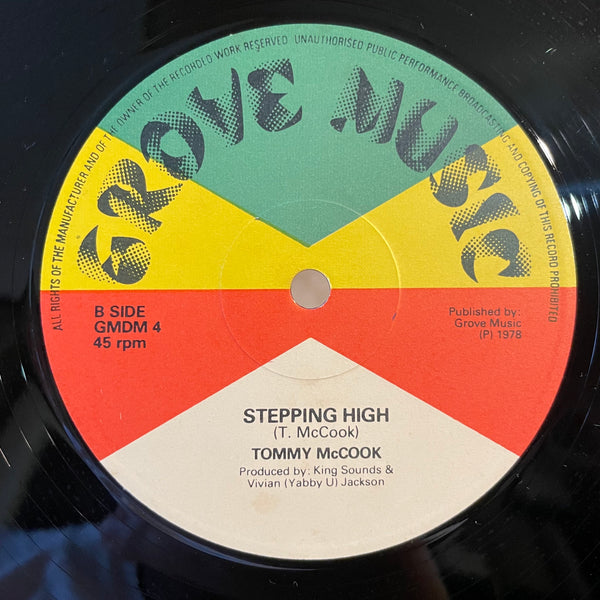 ALL RIGHTS OF THE MANUFACTURER AND OF THE OWNER OF THE RECORDED WORK RESERVED UNAUTHORISED PUBLIC PERFORMANCE BROADCASTING AND COPYING OF THIS RECORD PROHIBITED
GROVE MUSIC
B SIDE
GMDM 4
45 rpm
Published by:
Grove Music
(P) 1978
STEPPING HIGH
(T. McCook)
TOMMY McCOOK
Produced by: King Sounds &
Vivian (Yabby U) Jackson